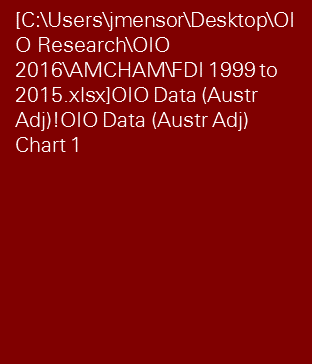 [C:\Users\jmensor\Desktop\OI
O Research\OIO
2016\AMCHAM\FDI 1999 to
2015.xlsx]OIO Data (Austr
Adj)!OIO Data (Austr Adj)
Chart 1